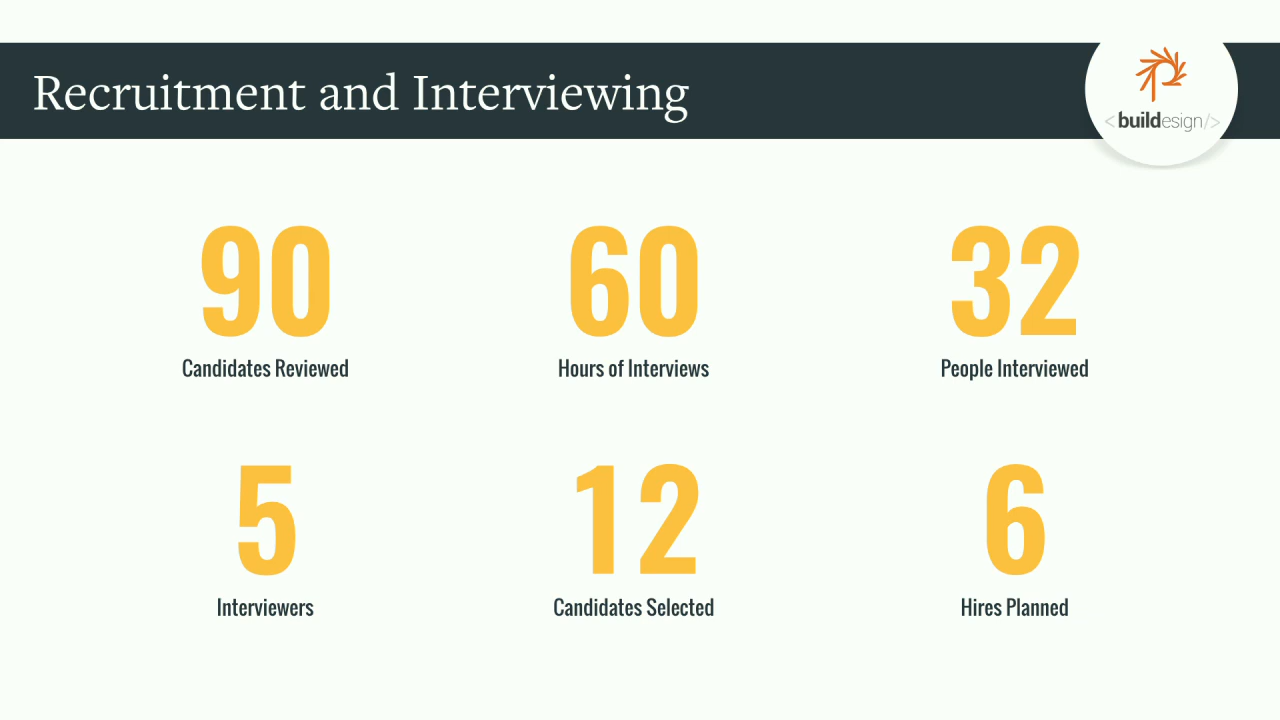 Recruitment and Interviewing
<buildesign/>
90
60
32
Candidates Reviewed
Hours of Interviews
People Interviewed
5
12
6
Interviewers
Candidates Selected
Hires Planned